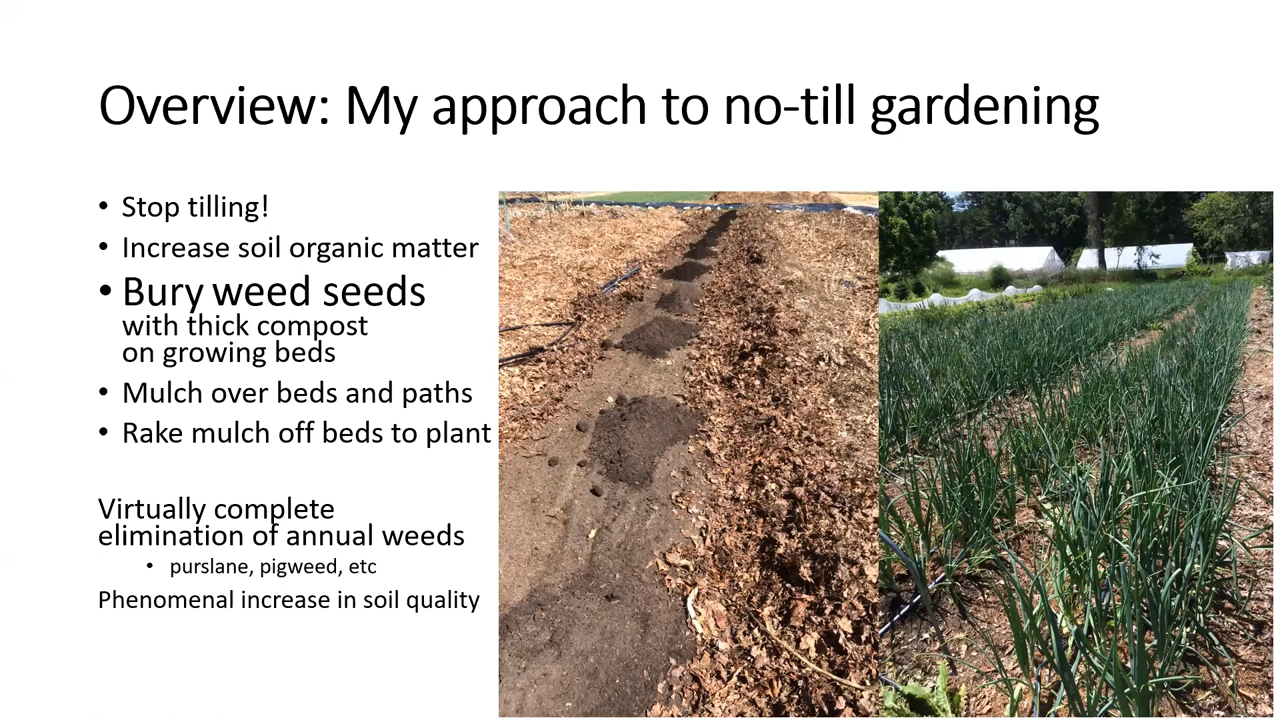 Overview: My approach to no-till gardening
• Stop tilling!
• Increase soil organic matter
• Bury weed seeds
with thick compost
on growing beds
• Mulch over beds and paths
• Rake mulch off beds to plant
Virtually complete
elimination of annual weeds
• purslane, pigweed, etc
Phenomenal increase in soil quality